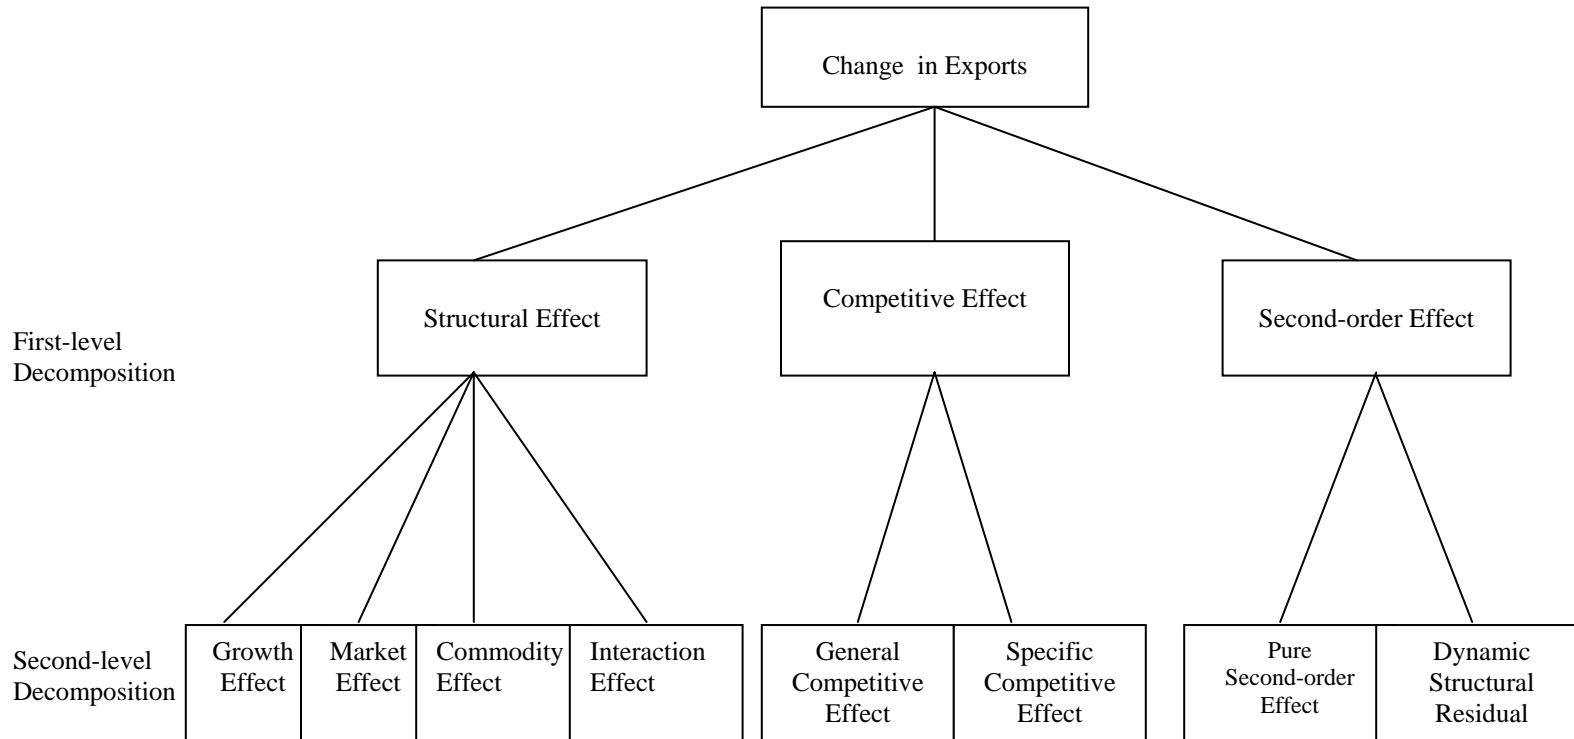 Change in Exports
Structural Effect
Competitive Effect
Second-order Effect
First-level
Decomposition
Second-level
Decomposition
Growth
Effect
Market
Effect
Commodity
Effect
Interaction
Effect
General
Competitive
Effect
Specific
Competitive
Effect
Pure
Second-order
Effect
Dynamic
Structural
Residual